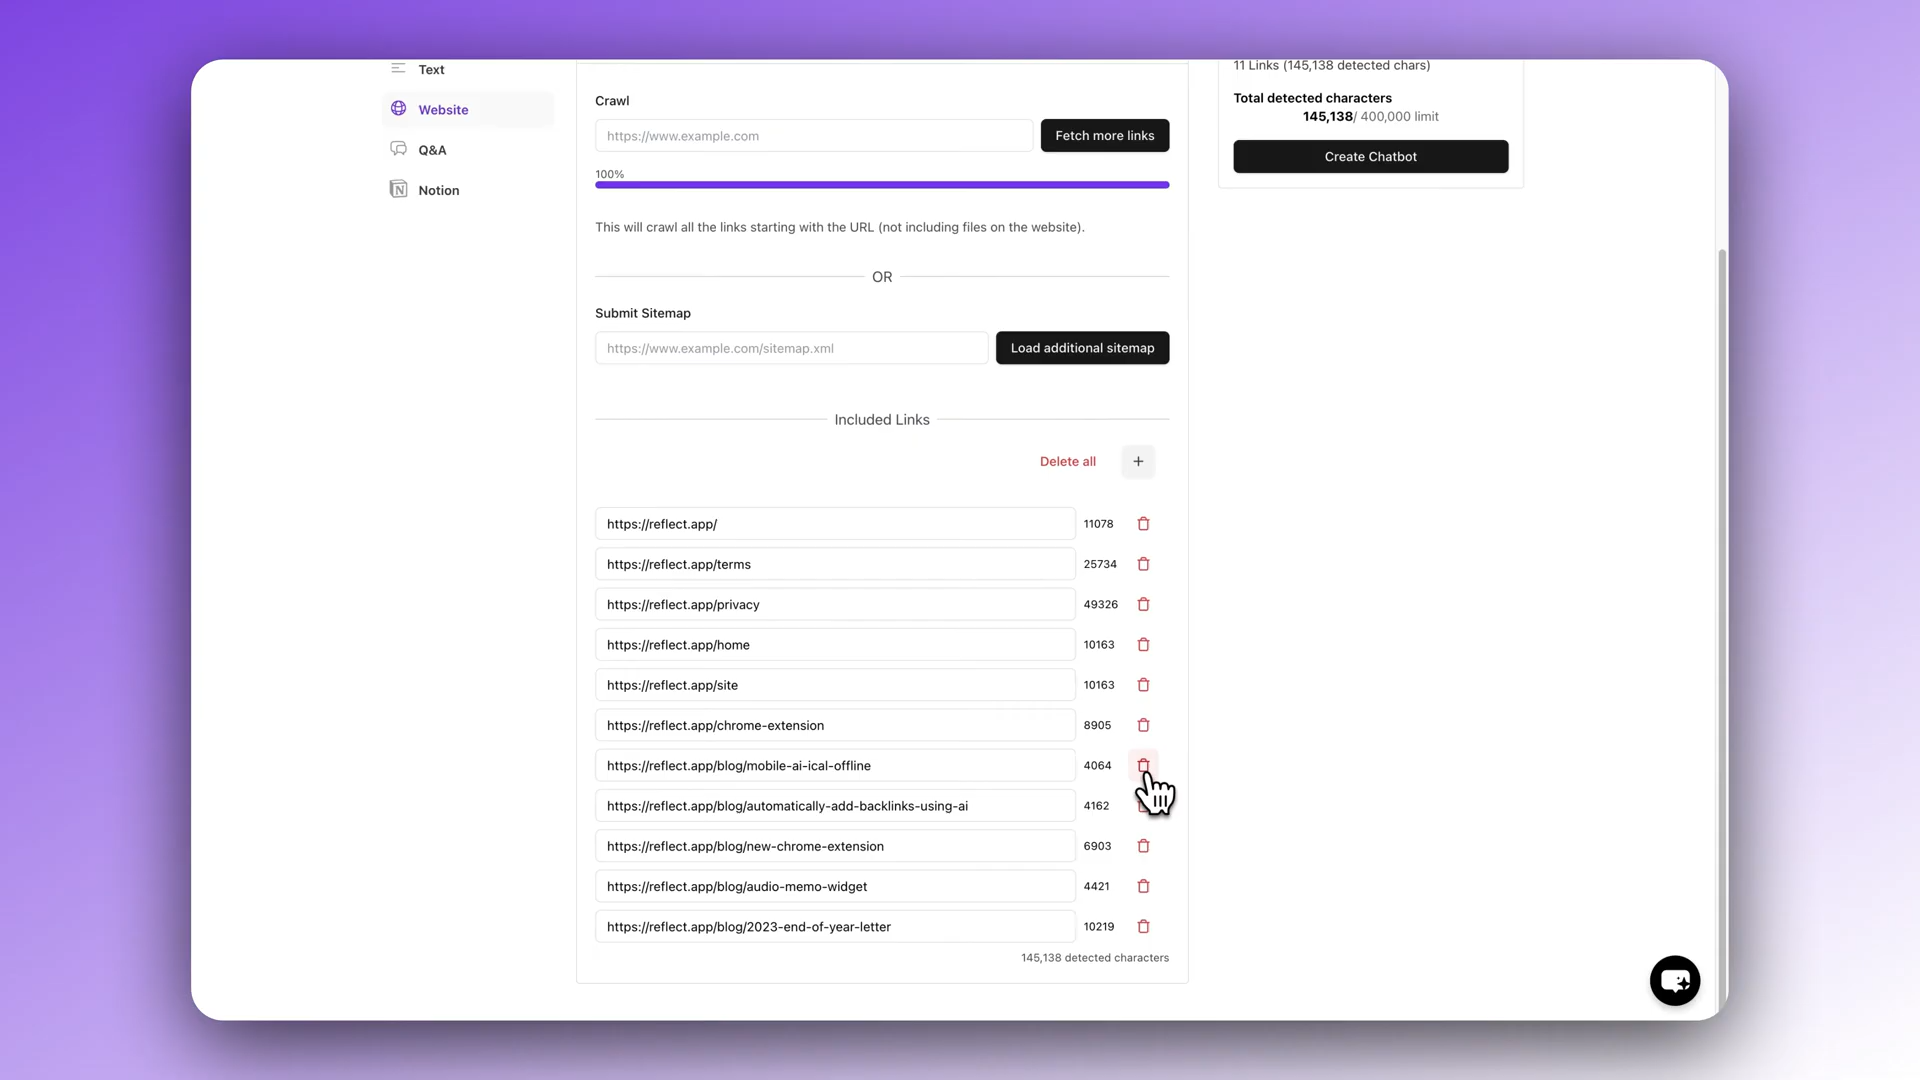 Text
Website
Q&A
Notion
Crawl
https://www.example.com
Fetch more links
100%
This will crawl all the links starting with the URL (not including files on the website).
OR
Submit Sitemap
https://www.example.com/sitemap.xml
Load additional sitemap
Included Links
Delete all
+
https://reflect.app/ 11078
https://reflect.app/terms 25734
https://reflect.app/privacy 49326
https://reflect.app/home 10163
https://reflect.app/site 10163
https://reflect.app/chrome-extension 8905
https://reflect.app/blog/mobile-ai-ical-offline 4064
https://reflect.app/blog/automatically-add-backlinks-using-ai 4162
https://reflect.app/blog/new-chrome-extension 6903
https://reflect.app/blog/audio-memo-widget 4421
https://reflect.app/blog/2023-end-of-year-letter 10219
145,138 detected characters
11 Links (145,138 detected chars)
Total detected characters
145,138/ 400,000 limit
Create Chatbot